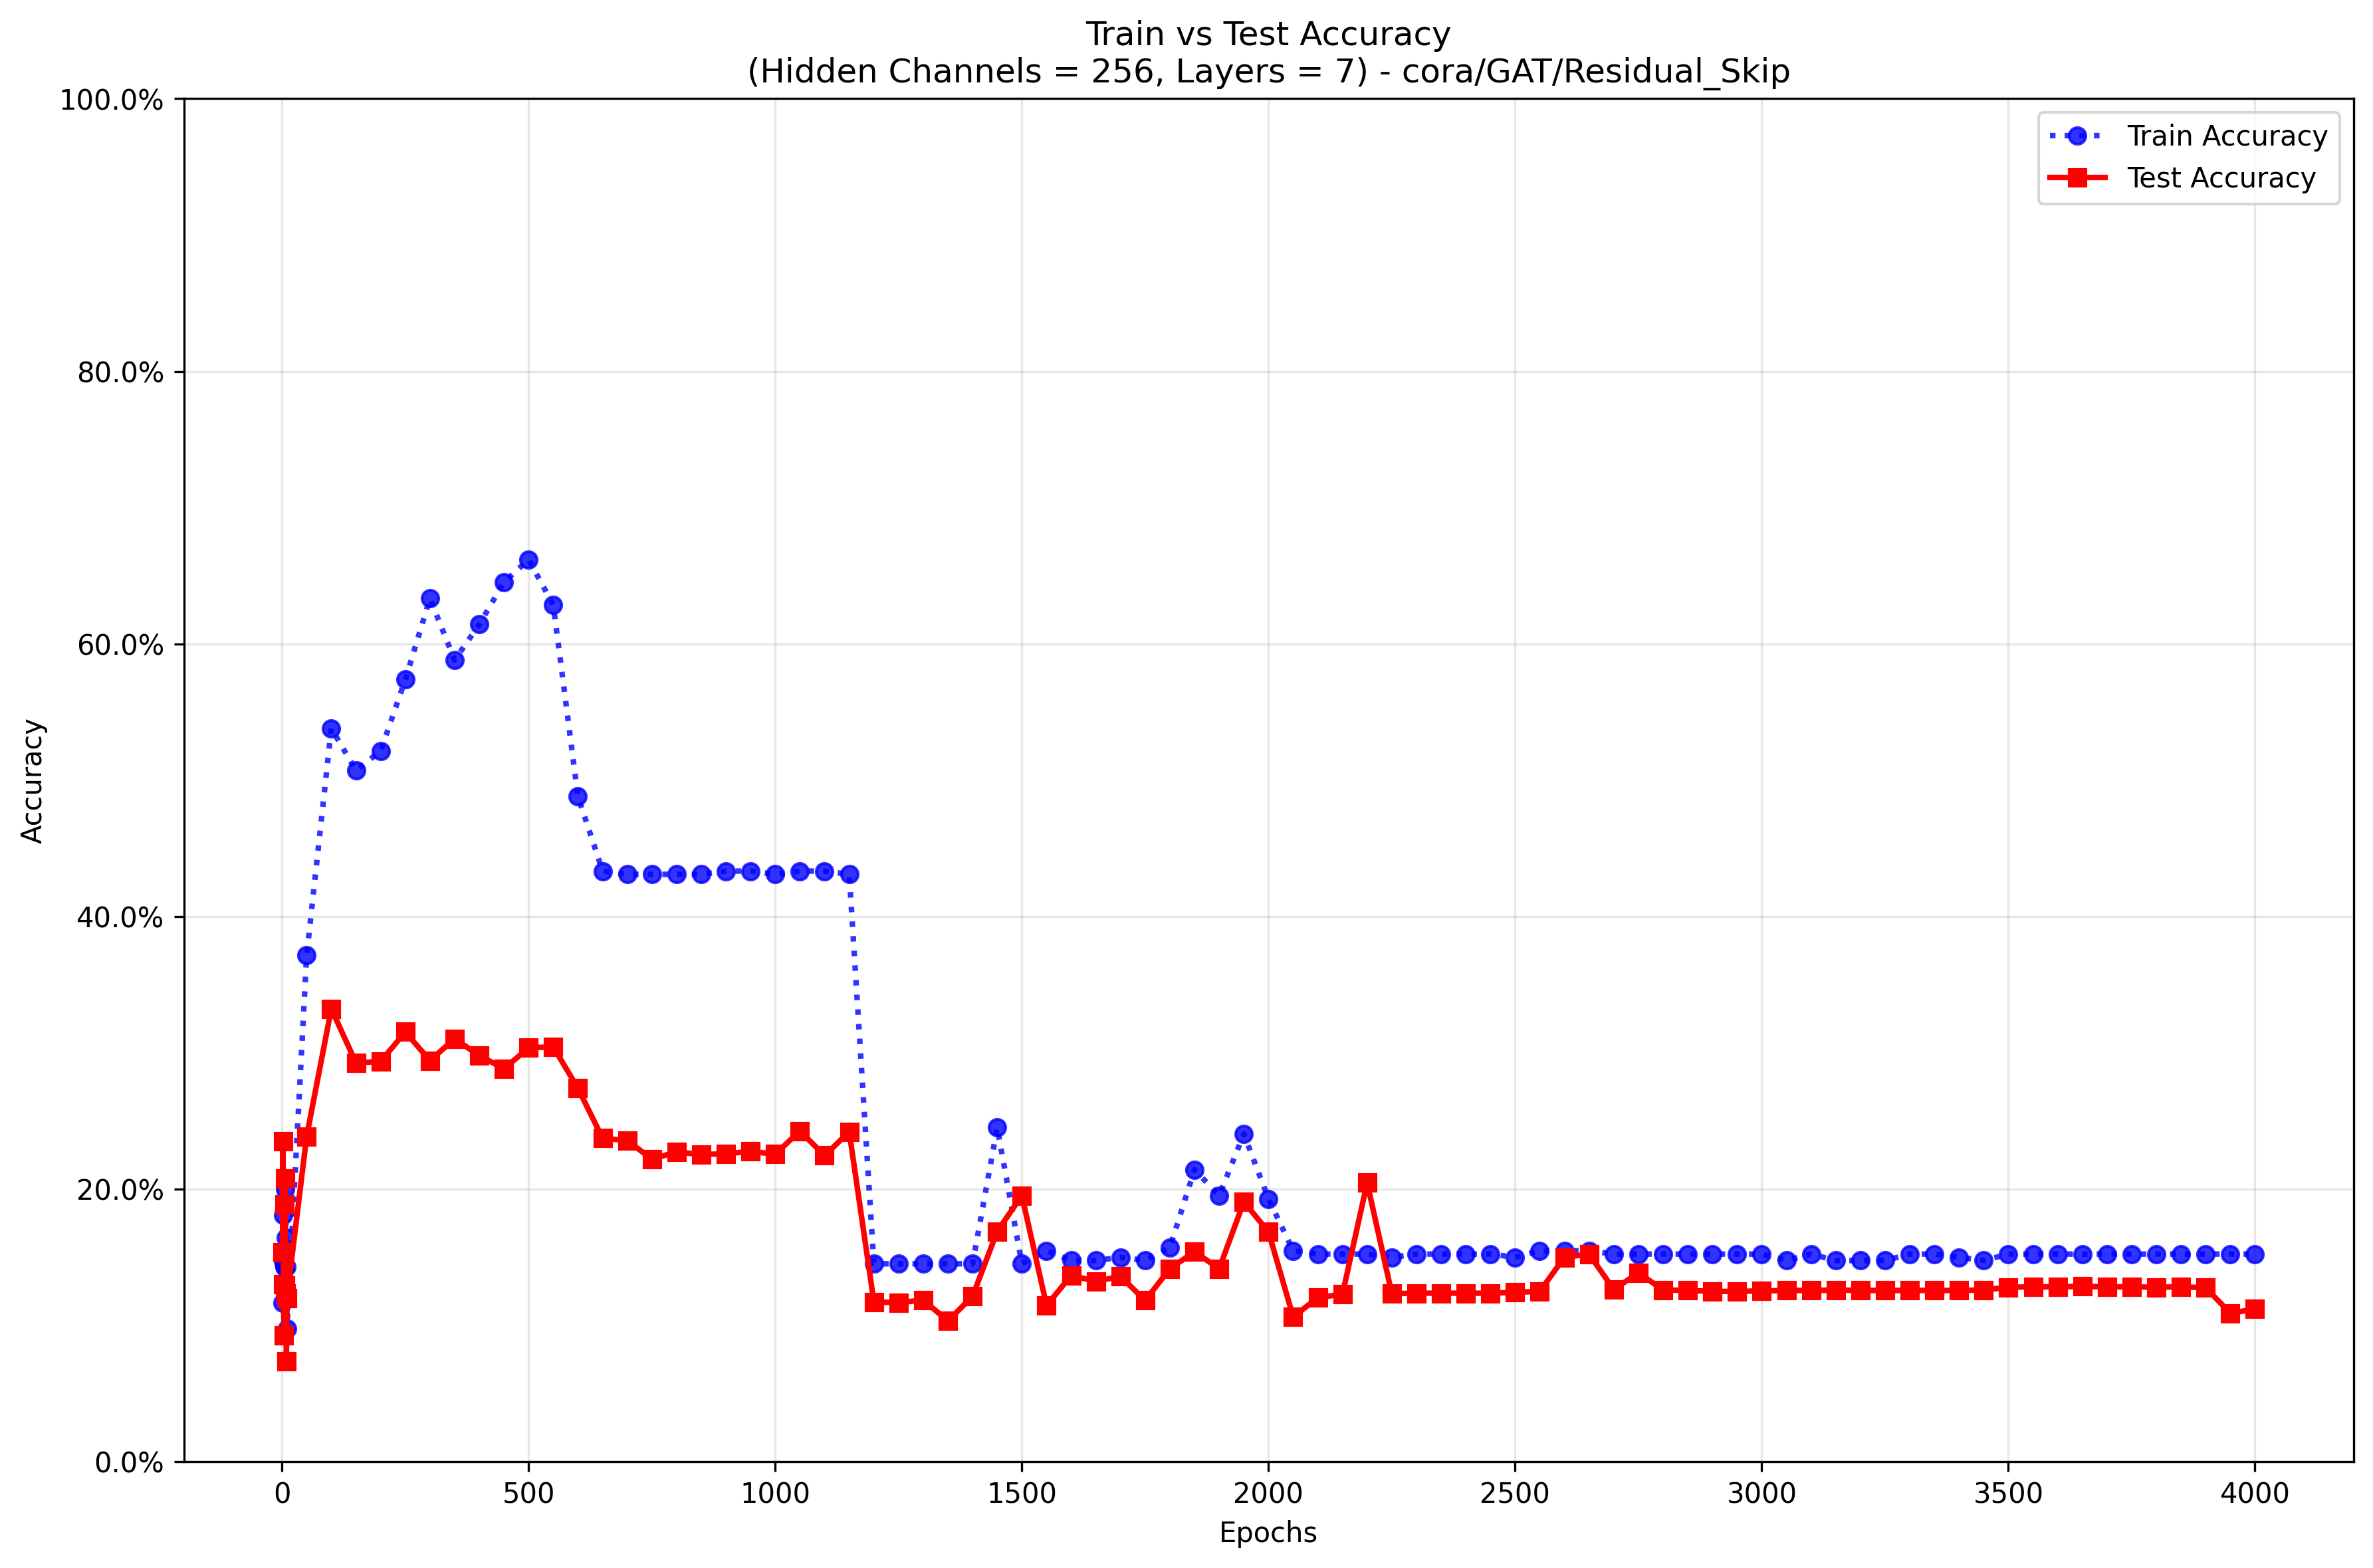 Train vs Test Accuracy
(Hidden Channels = 256, Layers = 7) - cora/GAT/Residual_Skip
100.0%
80.0%
60.0%
40.0%
20.0%
0.0%
Accuracy
Train Accuracy
Test Accuracy
0 500 1000 1500 2000 2500 3000 3500 4000
Epochs